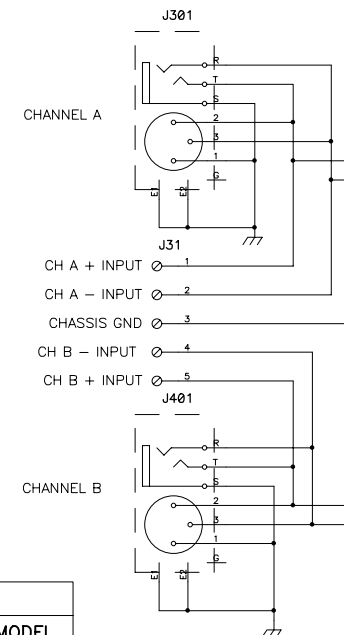 J301
R
T
S
2
3
1
G
E1
E2
CHANNEL A
J31
CH A + INPUT 1
CH A − INPUT 2
CHASSIS GND 3
CH B − INPUT 4
CH B + INPUT 5
J401
R
T
S
2
3
1
G
E1
E2
CHANNEL B
MODEL